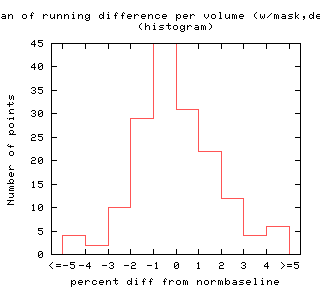 an of running difference per volume (w/mask,de
(histogram)
45
40
35
30
25
20
15
10
5
0
Number of points
<=-5 -4 -3 -2 -1 0 1 2 3 4 >=5
percent diff from normbaseline